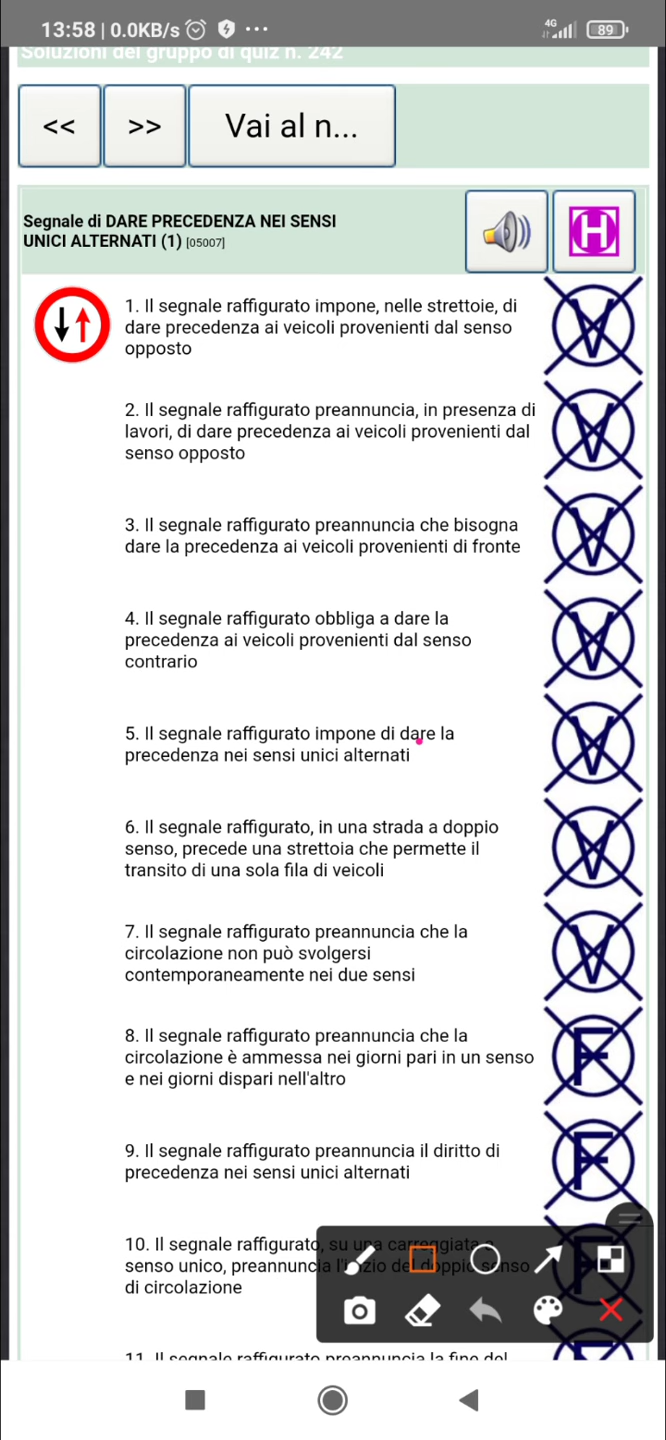 13:58 | 0.0KB/s ...
4G
89
Soluzioni del gruppo di quiz n. 242
<< >> Vai al n...
Segnale di DARE PRECEDENZA NEI SENSI
UNICI ALTERNATI (1) [05007]
H
1. Il segnale raffigurato impone, nelle strettoie, di
dare precedenza ai veicoli provenienti dal senso
opposto
V
2. Il segnale raffigurato preannuncia, in presenza di
lavori, di dare precedenza ai veicoli provenienti dal
senso opposto
V
3. Il segnale raffigurato preannuncia che bisogna
dare la precedenza ai veicoli provenienti di fronte
V
4. Il segnale raffigurato obbliga a dare la
precedenza ai veicoli provenienti dal senso
contrario
V
5. Il segnale raffigurato impone di dare la
precedenza nei sensi unici alternati
V
6. Il segnale raffigurato, in una strada a doppio
senso, precede una strettoia che permette il
transito di una sola fila di veicoli
V
7. Il segnale raffigurato preannuncia che la
circolazione non può svolgersi
contemporaneamente nei due sensi
V
8. Il segnale raffigurato preannuncia che la
circolazione è ammessa nei giorni pari in un senso
e nei giorni dispari nell'altro
F
9. Il segnale raffigurato preannuncia il diritto di
precedenza nei sensi unici alternati
F
10. Il segnale raffigurato, su una carreggiata a
senso unico, preannuncia l'inizio del doppio senso
di circolazione
F
11. Il segnale raffigurato preannuncia la fine del